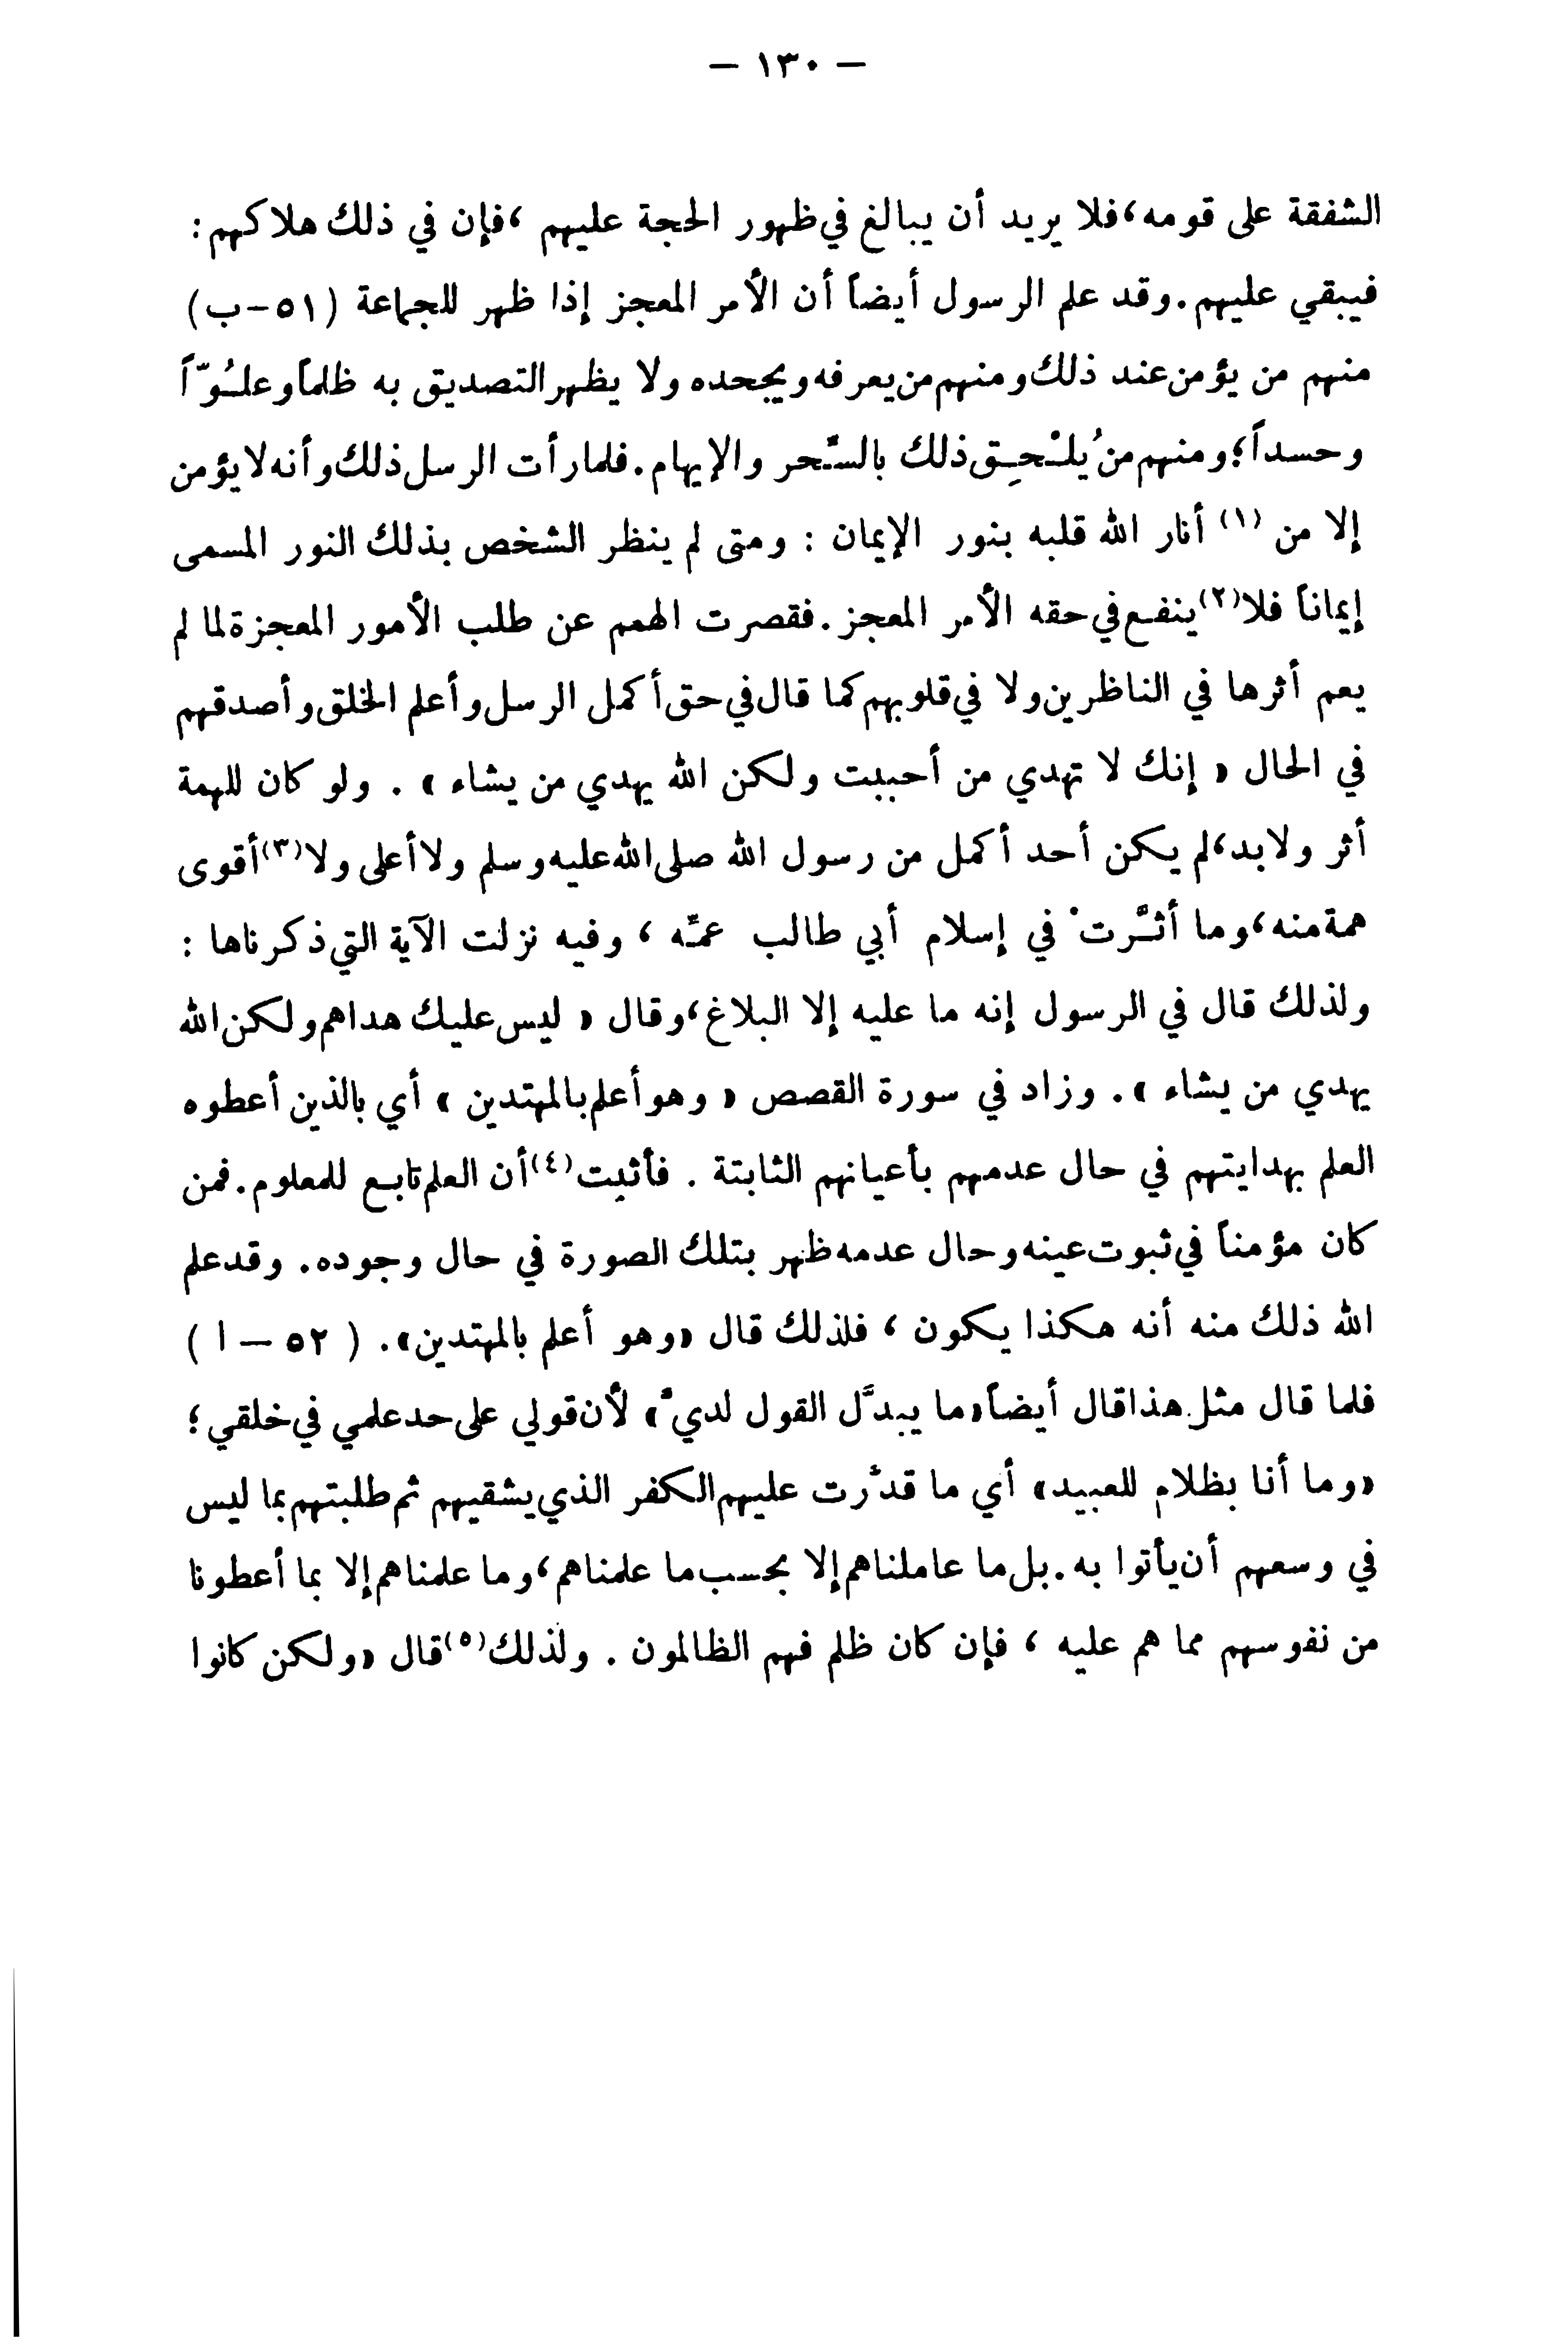 – ١٣٠ –
الشفقة على قومه، فلا يريد أن يبالغ في ظهور الحجة عليهم ، فإن في ذلك هلاكهم :
فيبقي عليهم . وقد علم الرسول أيضاً أن الأمر المعجز إذا ظهر للجماعة (٥١-ب)
منهم من يؤمن عند ذلك ومنهم من يعرفه ويجحده ولا يظهر التصديق به ظلماً وعلُوّاً
وحسداً ؛ ومنهم من يُلْحِق ذلك بالسِّحر والإيهام . فلما رأت الرسل ذلك وأنه لا يؤمن
إلا من (١) أنار الله قلبه بنور الإيمان : ومتى لم ينظر الشخص بذلك النور المسمى
إيماناً فلا (٢) ينفع في حقه الأمر المعجز . فقصرت الهمم عن طلب الأمور المعجزة لما لم
يعم أثرها في الناظرين ولا في قلوبهم كما قال في حق أكمل الرسل وأعلم الخلق وأصدقهم
في الحال « إنك لا تهدي من أحببت ولكن الله يهدي من يشاء » . ولو كان للهمة
أثر ولا بد، لم يكن أحد أكمل من رسول الله صلى الله عليه وسلم ولا أعلى ولا (٣) أقوى
همة منه، وما أثَّرتْ في إسلام أبي طالب عمِّه ، وفيه نزلت الآية التي ذكرناها :
ولذلك قال في الرسول إنه ما عليه إلا البلاغ، وقال « ليس عليك هداهم ولكن الله
يهدي من يشاء » . وزاد في سورة القصص « وهو أعلم بالمهتدين » أي بالذين أعطوه
العلم بهدايتهم في حال عدمهم بأعيانهم الثابتة . فأثبت (٤) أن العلم تابع للمعلوم . فمن
كان مؤمناً في ثبوت عينه وحال عدمه ظهر بتلك الصورة في حال وجوده . وقد علم
الله ذلك منه أنه هكذا يكون ، فلذلك قال «وهو أعلم بالمهتدين» . ( ٥٢ – ا )
فلما قال مثل هذا قال أيضاً «ما يبدَّل القول لديّ» لأن قولي على حد علمي في خلقي ؛
«وما أنا بظلام للعبيد» أي ما قدَّرت عليهم الكفر الذي يشقيهم ثم طلبتهم بما ليس
في وسعهم أن يأتوا به . بل ما عاملناهم إلا بحسب ما علمناهم، وما علمناهم إلا بما أعطونا
من نفوسهم مما هم عليه ، فإن كان ظلم فهم الظالمون . ولذلك (٥) قال «ولكن كانوا